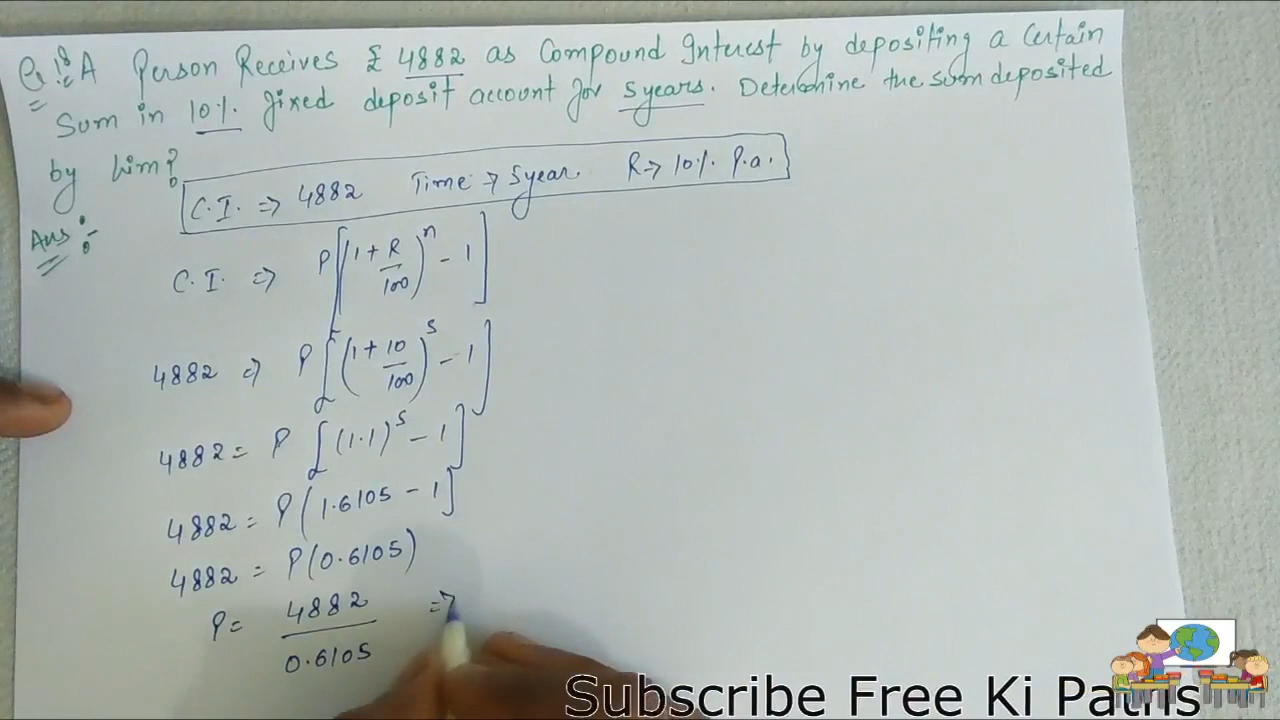 Q.18: A Person Receives ₤ 4882 as Compound Interest by depositing a Certain
Sum in 10% fixed deposit account for 5 years. Determine the sum deposited
by him?
Ans:-
C.I. => 4882 Time → 5 year. R → 10% P.a.
C.I. => P[(1 + R/100)^n - 1]
4882 => P[(1 + 10/100)^5 - 1]
4882 = P [(1.1)^5 - 1]
4882 = P(1.6105 - 1]
4882 = P(0.6105)
P = 4882/0.6105 =>
Subscribe Free Ki Paths